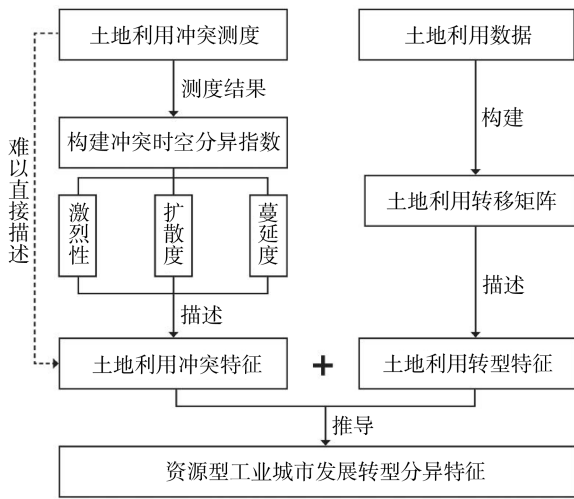 土地利用冲突测度
土地利用数据
测度结果
构建
构建冲突时空分异指数
土地利用转移矩阵
难以直接描述
激烈性
扩散度
蔓延度
描述
描述
土地利用冲突特征
+
土地利用转型特征
推导
资源型工业城市发展转型分异特征